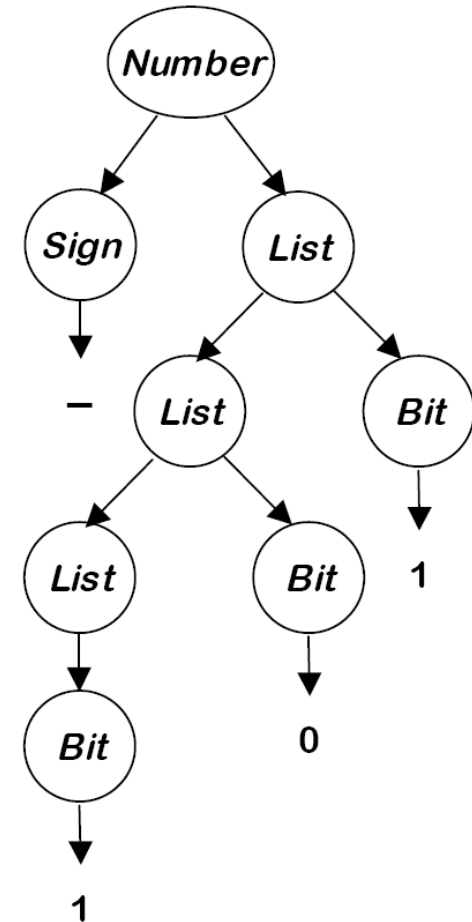 Number
Sign List
– List Bit
List Bit 1
Bit 0
1